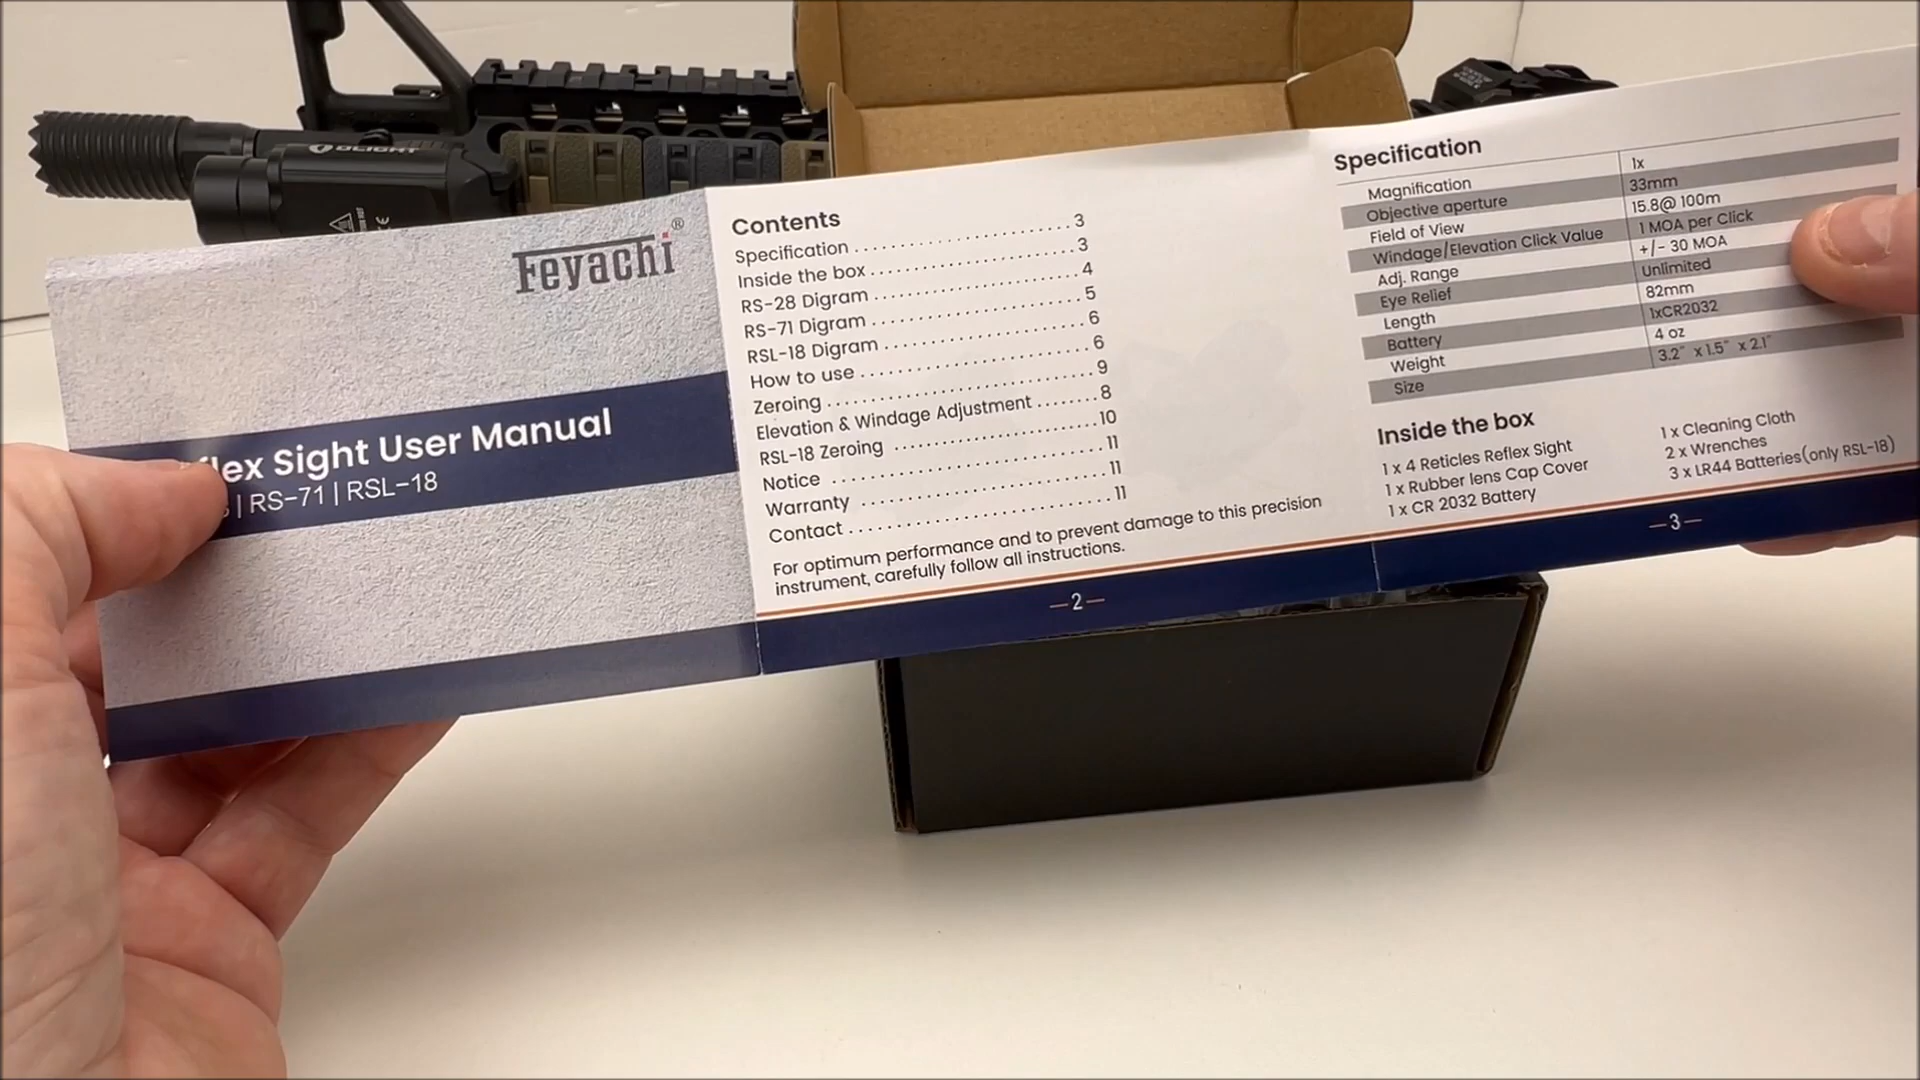 OLIGHT
Feyachi®
Sight User Manual
| RS-71 | RSL-18
Contents
Specification ........................ 3
Inside the box ........................ 3
RS-28 Digram ........................ 4
RS-71 Digram ........................ 5
RSL-18 Digram ........................ 6
How to use ........................ 6
Zeroing ........................ 9
Elevation & Windage Adjustment ........ 8
RSL-18 Zeroing ........................ 10
Notice ........................ 11
Warranty ........................ 11
Contact ........................ 11
For optimum performance and to prevent damage to this precision
instrument, carefully follow all instructions.
—2—
Specification
Magnification 1x
Objective aperture 33mm
Field of View 15.8@ 100m
Windage/Elevation Click Value 1 MOA per Click
Adj. Range +/- 30 MOA
Eye Relief Unlimited
Length 82mm
Battery 1xCR2032
Weight 4 oz
Size 3.2" x 1.5" x 2.1"
Inside the box
1 x 4 Reticles Reflex Sight
1 x Rubber lens Cap Cover
1 x CR 2032 Battery
1 x Cleaning Cloth
2 x Wrenches
3 x LR44 Batteries(only RSL-18)
—3—